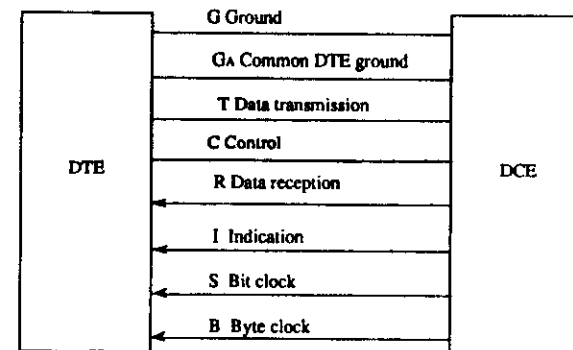 G Ground
GA Common DTE ground
T Data transmission
C Control
DTE
R Data reception
DCE
I Indication
S Bit clock
B Byte clock